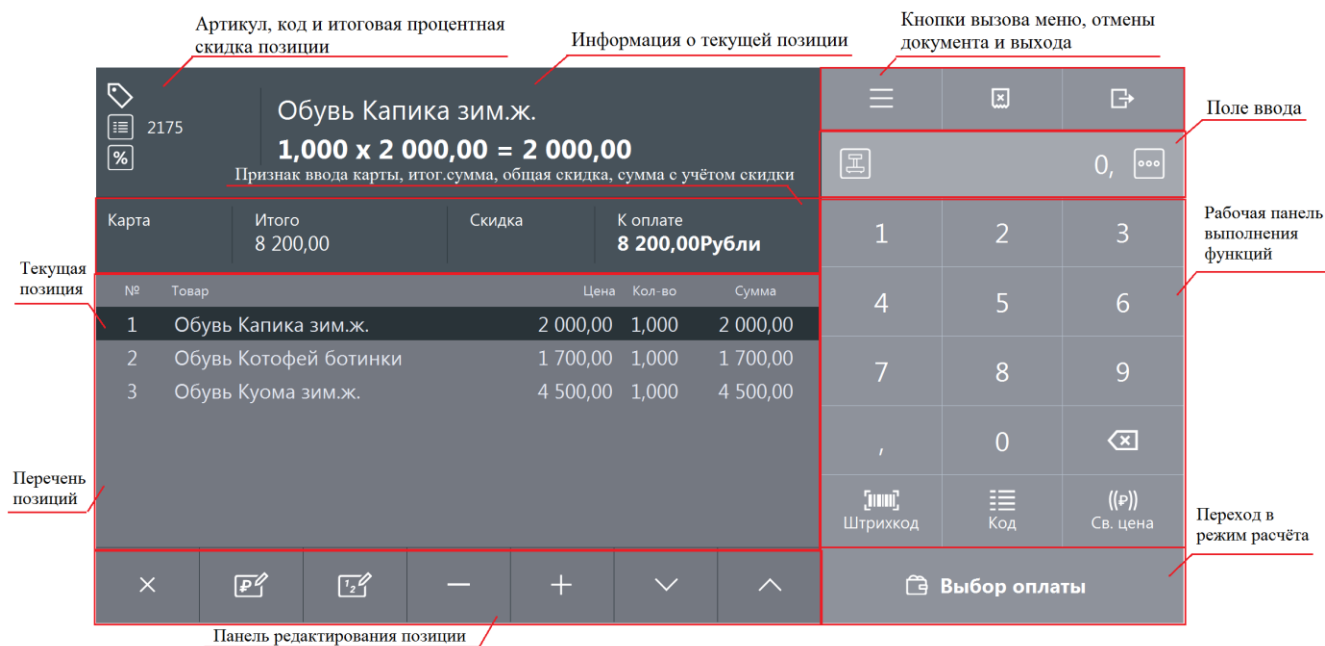 Артикул, код и итоговая процентная
скидка позиции
Информация о текущей позиции
Кнопки вызова меню, отмены
документа и выхода
Поле ввода
2175
%
Обувь Капика зим.ж.
1,000 x 2 000,00 = 2 000,00
0,
Признак ввода карты, итог.сумма, общая скидка, сумма с учётом скидки
Карта
Итого
8 200,00
Скидка
К оплате
8 200,00Рубли
1 2 3
Рабочая панель
выполнения
функций
Текущая
позиция
№ Товар Цена Кол-во Сумма
1 Обувь Капика зим.ж. 2 000,00 1,000 2 000,00
2 Обувь Котофей ботинки 1 700,00 1,000 1 700,00
3 Обувь Куома зим.ж. 4 500,00 1,000 4 500,00
4 5 6
7 8 9
, 0
Перечень
позиций
((₽))
Штрихкод Код Св. цена
Переход в
режим расчёта
Выбор оплаты
Панель редактирования позиции